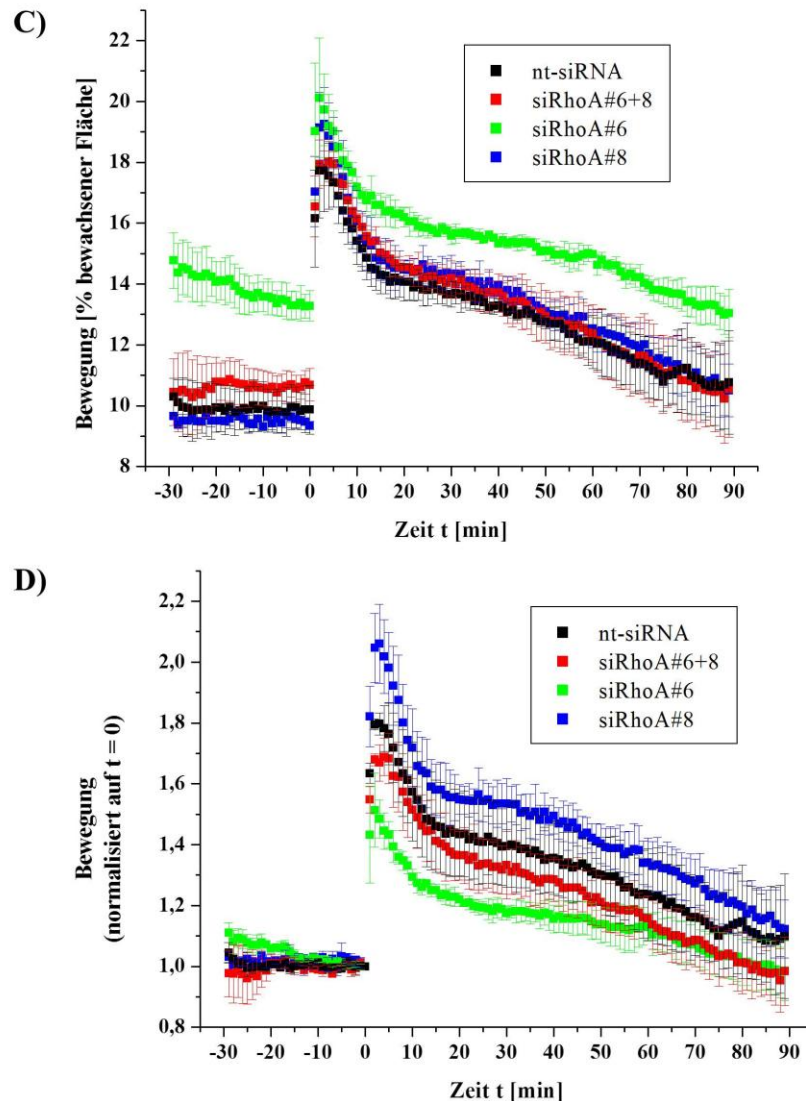 C)
Bewegung [% bewachsener Fläche]
22
20
18
16
14
12
10
8
nt-siRNA
siRhoA#6+8
siRhoA#6
siRhoA#8
-30 -20 -10 0 10 20 30 40 50 60 70 80 90
Zeit t [min]
D)
Bewegung
(normalisiert auf t = 0)
2,2
2,0
1,8
1,6
1,4
1,2
1,0
0,8
nt-siRNA
siRhoA#6+8
siRhoA#6
siRhoA#8
-30 -20 -10 0 10 20 30 40 50 60 70 80 90
Zeit t [min]